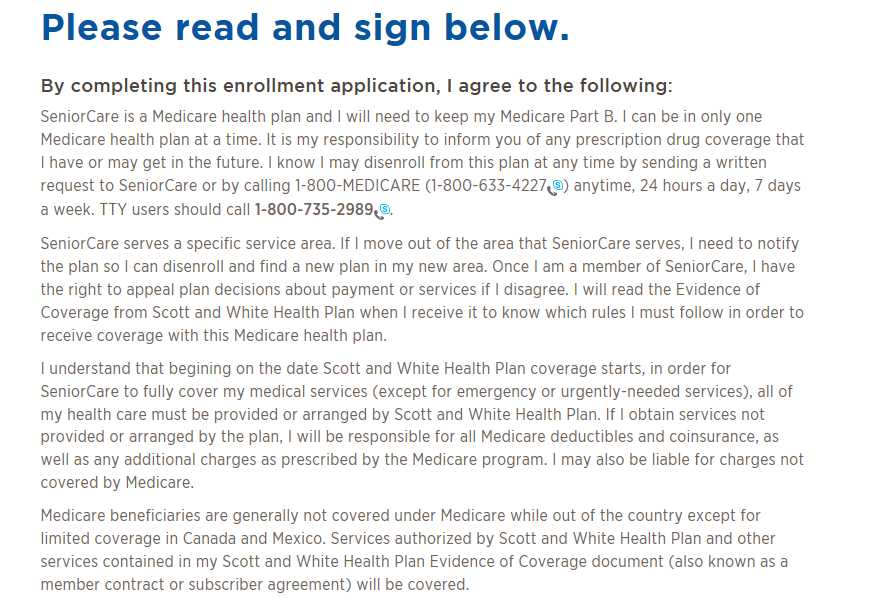 Please read and sign below.
By completing this enrollment application, I agree to the following:
SeniorCare is a Medicare health plan and I will need to keep my Medicare Part B. I can be in only one
Medicare health plan at a time. It is my responsibility to inform you of any prescription drug coverage that
I have or may get in the future. I know I may disenroll from this plan at any time by sending a written
request to SeniorCare or by calling 1-800-MEDICARE (1-800-633-4227) anytime, 24 hours a day, 7 days
a week. TTY users should call 1-800-735-2989.
SeniorCare serves a specific service area. If I move out of the area that SeniorCare serves, I need to notify
the plan so I can disenroll and find a new plan in my new area. Once I am a member of SeniorCare, I have
the right to appeal plan decisions about payment or services if I disagree. I will read the Evidence of
Coverage from Scott and White Health Plan when I receive it to know which rules I must follow in order to
receive coverage with this Medicare health plan.
I understand that begining on the date Scott and White Health Plan coverage starts, in order for
SeniorCare to fully cover my medical services (except for emergency or urgently-needed services), all of
my health care must be provided or arranged by Scott and White Health Plan. If I obtain services not
provided or arranged by the plan, I will be responsible for all Medicare deductibles and coinsurance, as
well as any additional charges as prescribed by the Medicare program. I may also be liable for charges not
covered by Medicare.
Medicare beneficiaries are generally not covered under Medicare while out of the country except for
limited coverage in Canada and Mexico. Services authorized by Scott and White Health Plan and other
services contained in my Scott and White Health Plan Evidence of Coverage document (also known as a
member contract or subscriber agreement) will be covered.